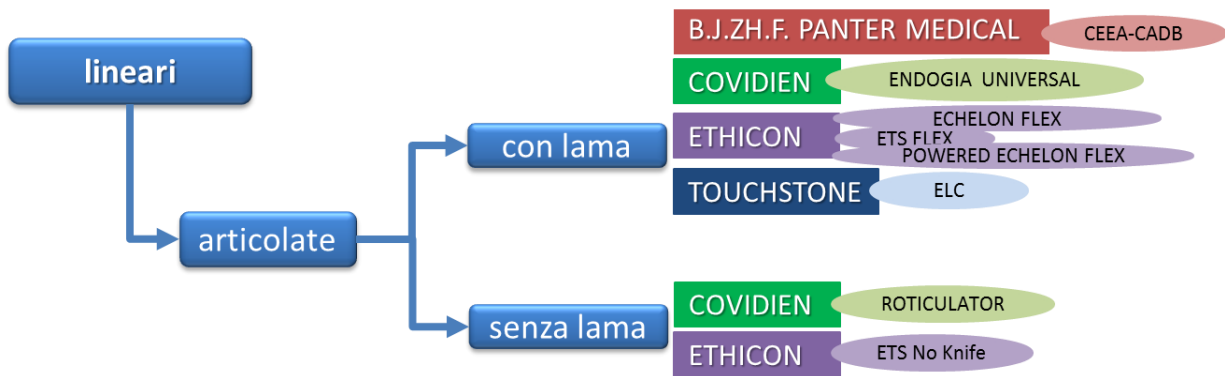 lineari
articolate
con lama
B.J.ZH.F. PANTER MEDICAL
CEEA-CADB
COVIDIEN
ENDOGIA UNIVERSAL
ETHICON
ECHELON FLEX
ETS FLEX
POWERED ECHELON FLEX
TOUCHSTONE
ELC
senza lama
COVIDIEN
ROTICULATOR
ETHICON
ETS No Knife